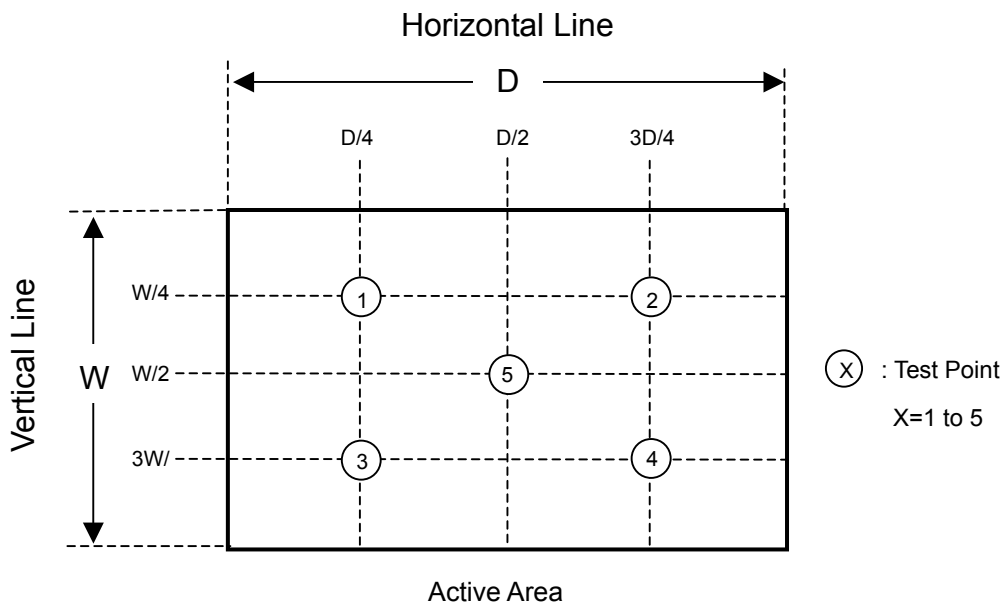 Horizontal Line
D
D/4 D/2 3D/4
Vertical Line
W
W/4
1 2
W/2
5
X : Test Point
X=1 to 5
3W/
3 4
Active Area